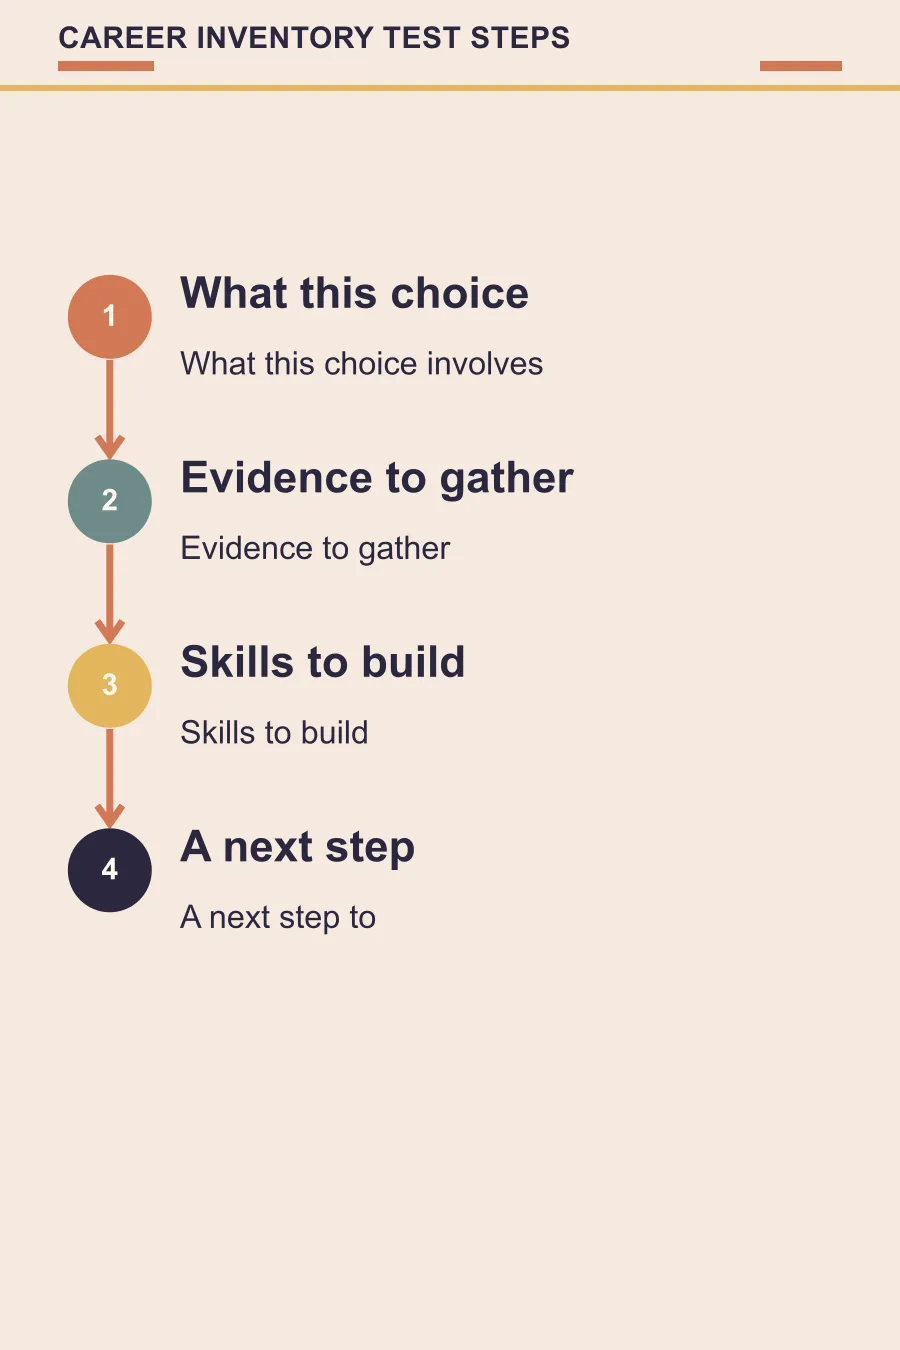 CAREER INVENTORY TEST STEPS
1
What this choice
What this choice involves
2
Evidence to gather
Evidence to gather
3
Skills to build
Skills to build
4
A next step
A next step to